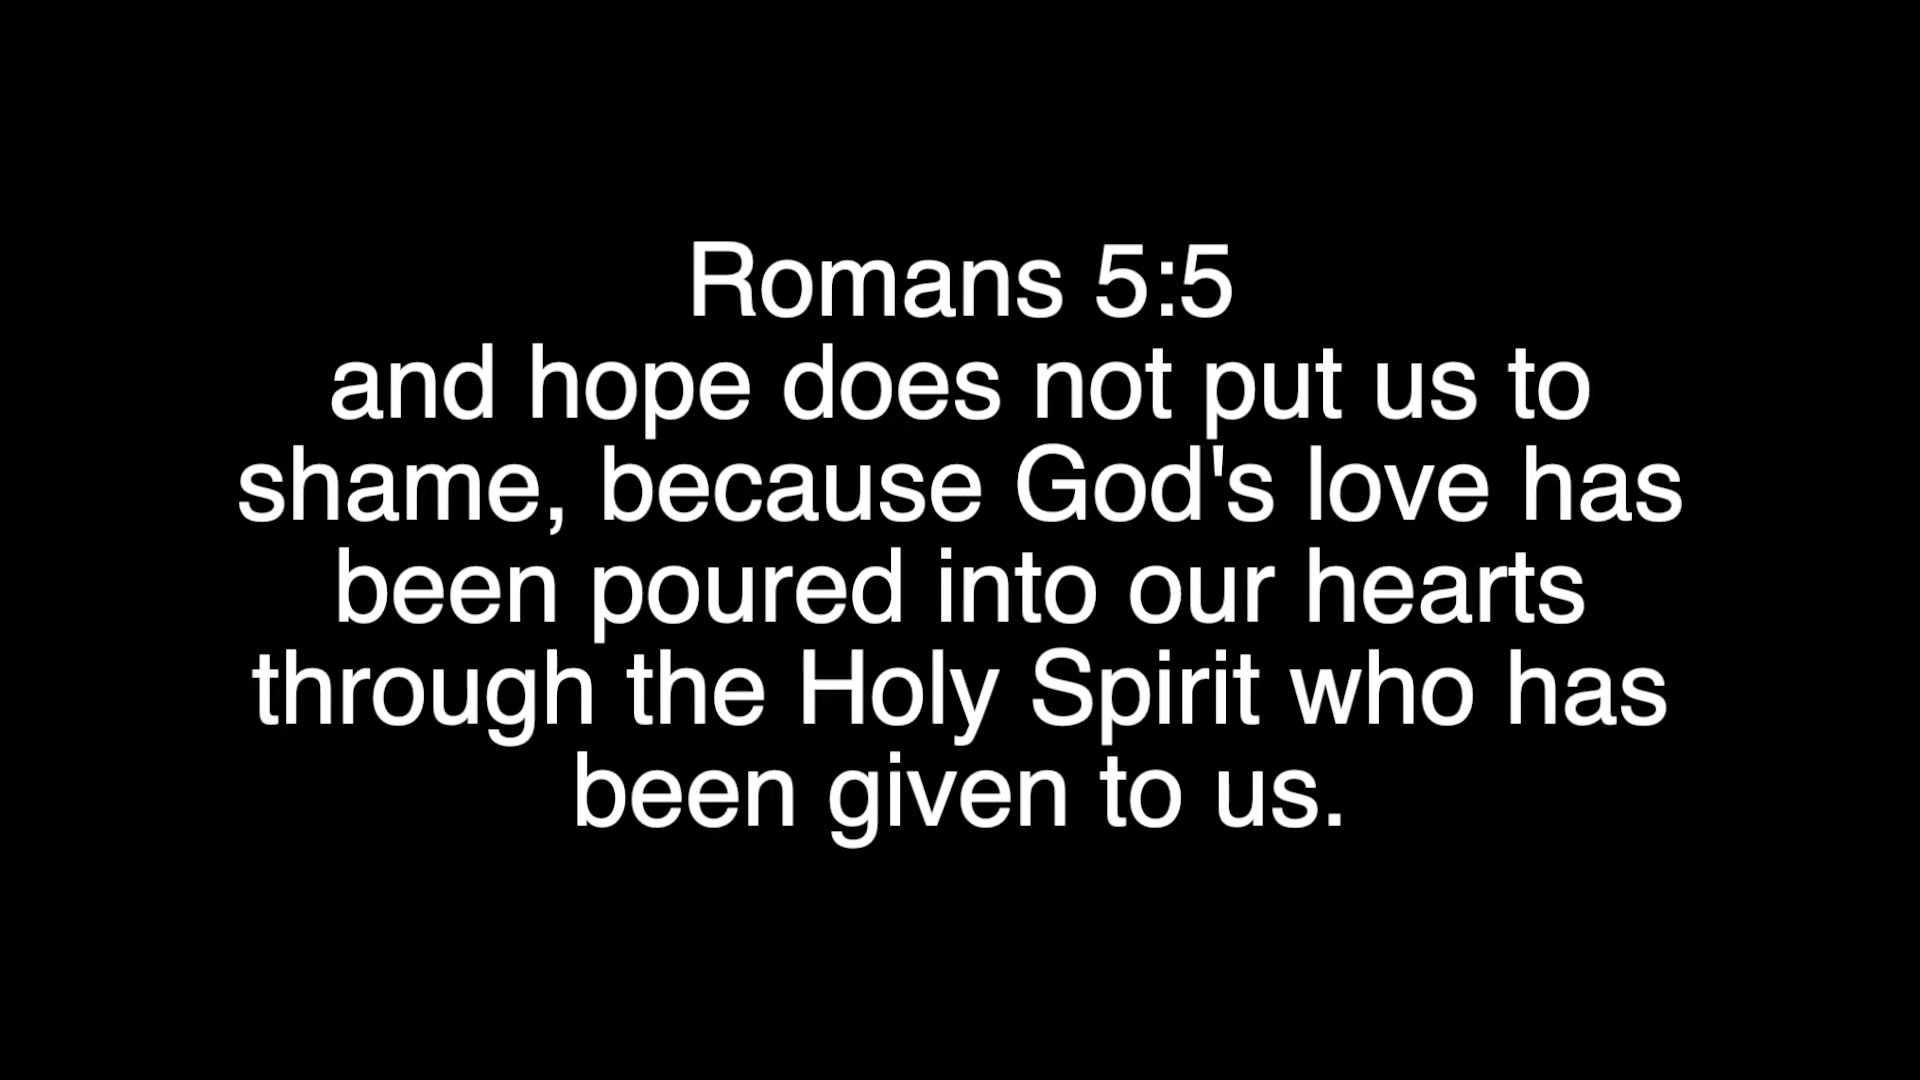 Romans 5:5
and hope does not put us to
shame, because God's love has
been poured into our hearts
through the Holy Spirit who has
been given to us.